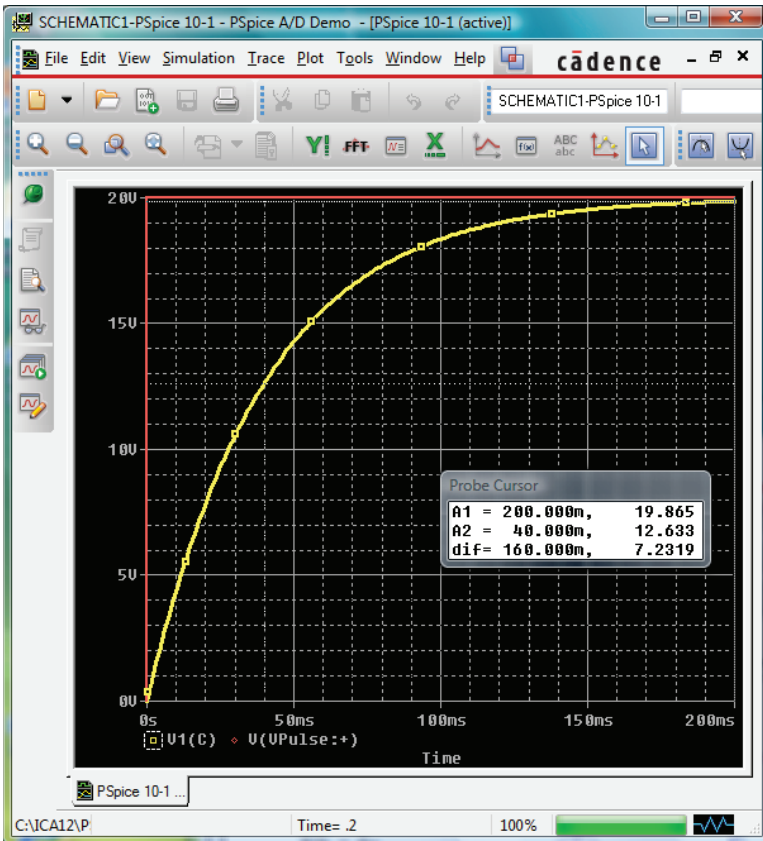 SCHEMATIC1-PSpice 10-1 - PSpice A/D Demo - [PSpice 10-1 (active)]
File Edit View Simulation Trace Plot Tools Window Help cādence
SCHEMATIC1-PSpice 10-1
FFT
ABC
abc
f(x)
20V
15V
10V
5V
0V
Probe Cursor
A1 = 200.000m, 19.865
A2 = 40.000m, 12.633
dif= 160.000m, 7.2319
0s 50ms 100ms 150ms 200ms
V1(C) V(VPulse:+)
Time
PSpice 10-1 ...
C:\ICA12\P Time= .2 100%